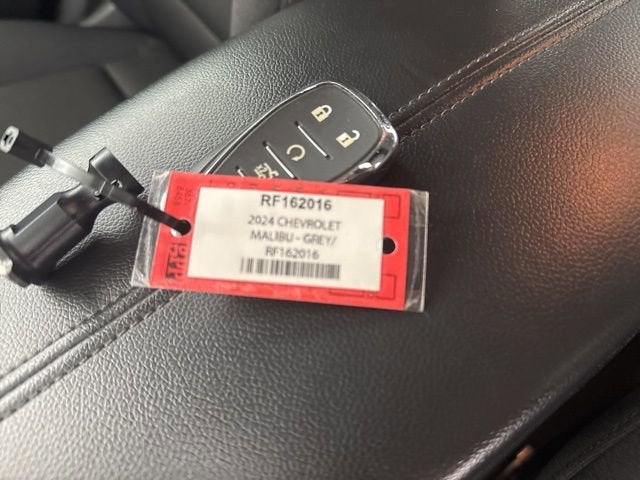 RF162016
2024 CHEVROLET
MALIBU - GREY/
RF162016